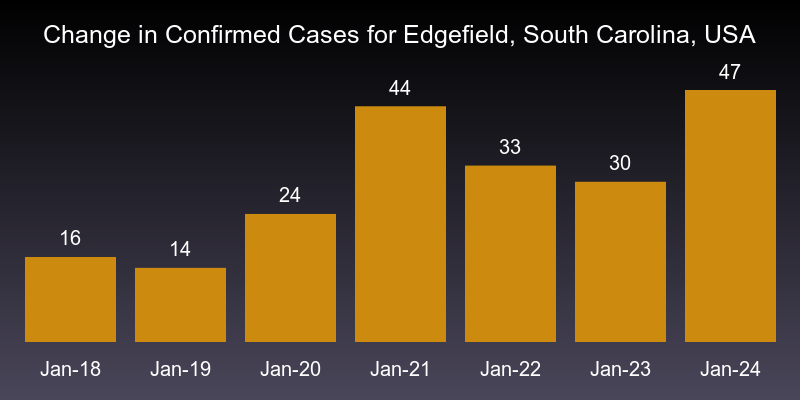 Change in Confirmed Cases for Edgefield, South Carolina, USA
16
14
24
44
33
30
47
Jan-18
Jan-19
Jan-20
Jan-21
Jan-22
Jan-23
Jan-24